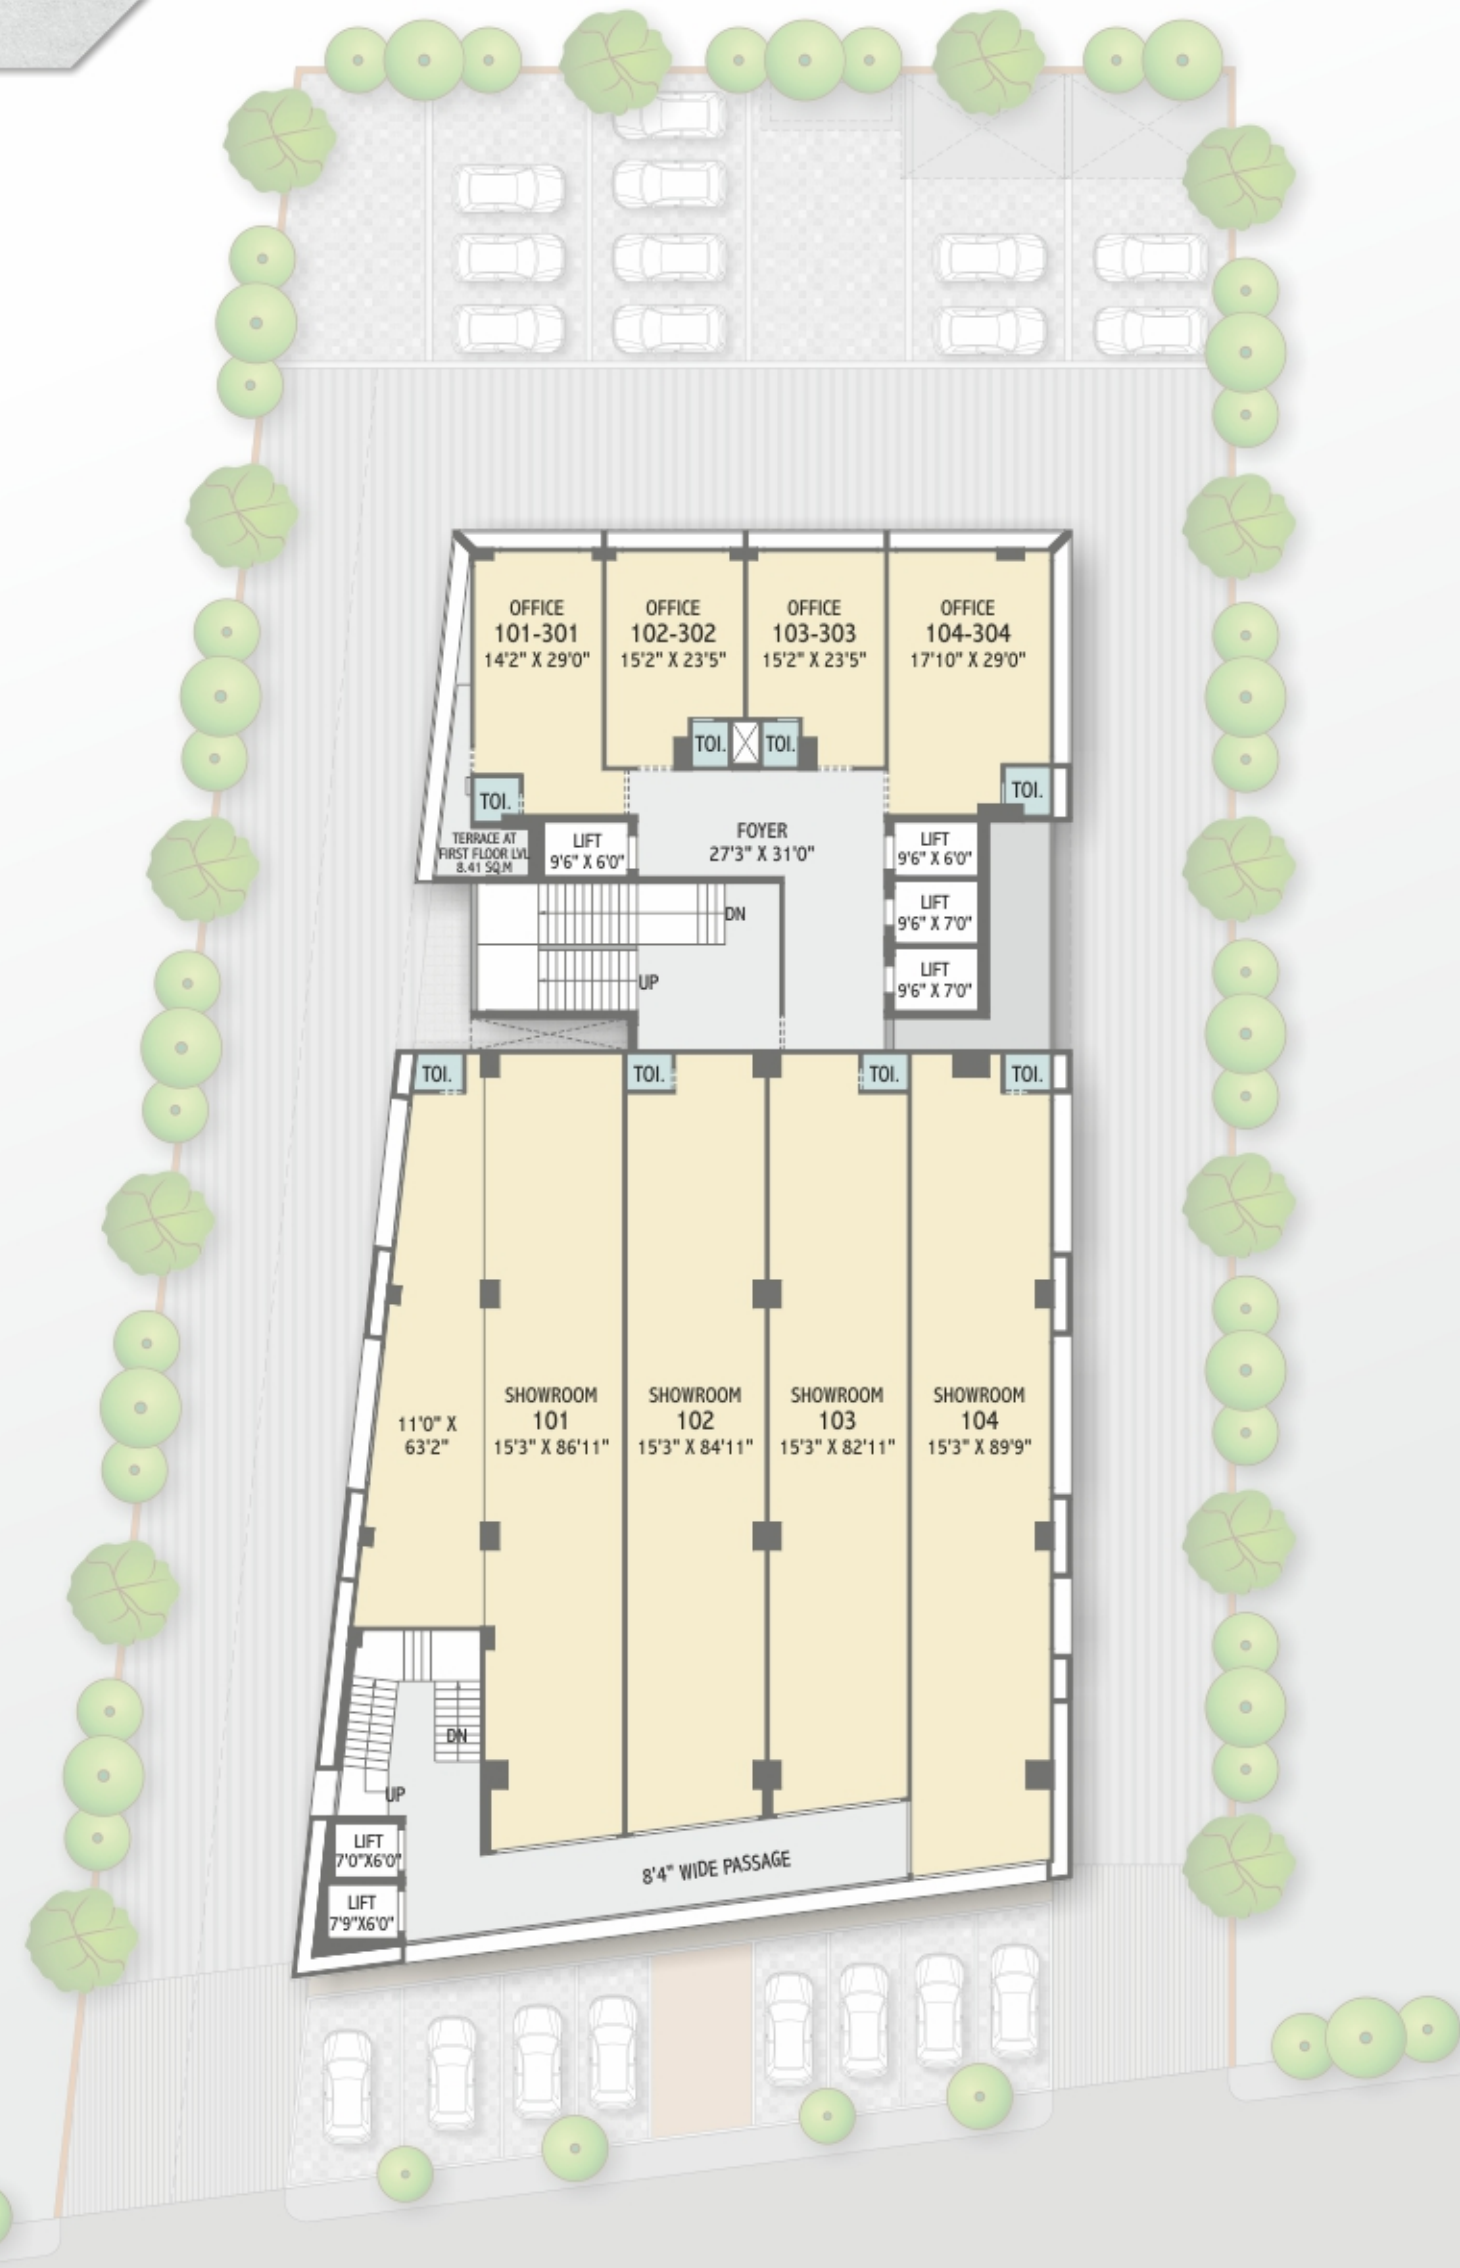 OFFICE
101-301
14'2" X 29'0"
OFFICE
102-302
15'2" X 23'5"
OFFICE
103-303
15'2" X 23'5"
OFFICE
104-304
17'10" X 29'0"
TOI.
TOI.
TOI.
TOI.
TERRACE AT
FIRST FLOOR LVL
8.41 SQ.M
LIFT
9'6" X 6'0"
FOYER
27'3" X 31'0"
LIFT
9'6" X 6'0"
LIFT
9'6" X 7'0"
LIFT
9'6" X 7'0"
DN
UP
TOI.
TOI.
TOI.
TOI.
11'0" X
63'2"
SHOWROOM
101
15'3" X 86'11"
SHOWROOM
102
15'3" X 84'11"
SHOWROOM
103
15'3" X 82'11"
SHOWROOM
104
15'3" X 89'9"
DN
UP
LIFT
7'0"X6'0"
LIFT
7'9"X6'0"
8'4" WIDE PASSAGE